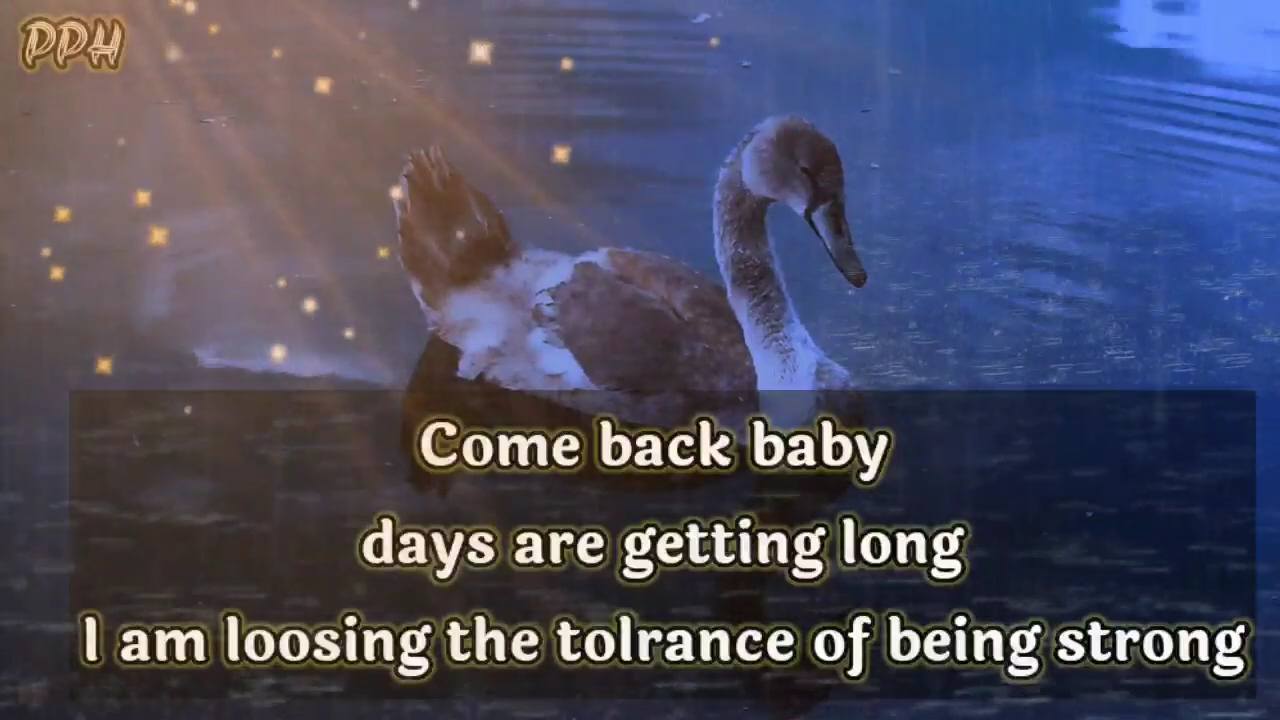 PPH
Come back baby
days are getting long
I am loosing the tolrance of being strong